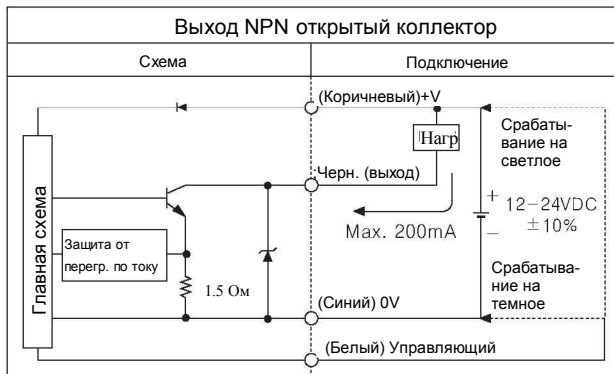 Выход NPN открытый коллектор
Схема
Подключение
(Коричневый)+V
Нагр
Срабаты-
вание на
светлое
Черн. (выход)
Max. 200mA
+
12-24VDC
±10%
−
Главная схема
Защита от
перегр. по току
1.5 Ом
Срабатыва-
ние на
темное
(Синий) 0V
(Белый) Управляющий